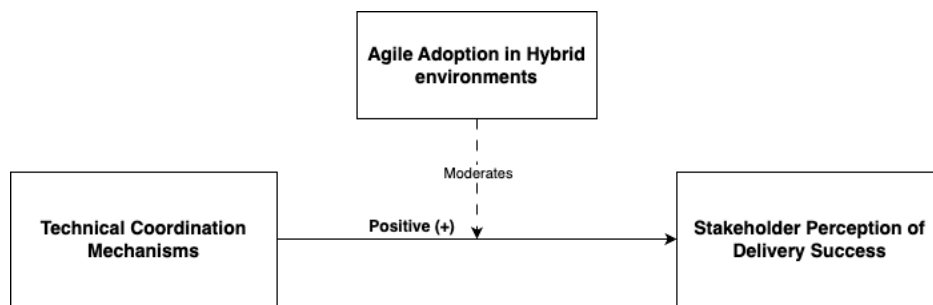 Agile Adoption in Hybrid
environments
Moderates
Technical Coordination
Mechanisms
Positive (+)
Stakeholder Perception of
Delivery Success